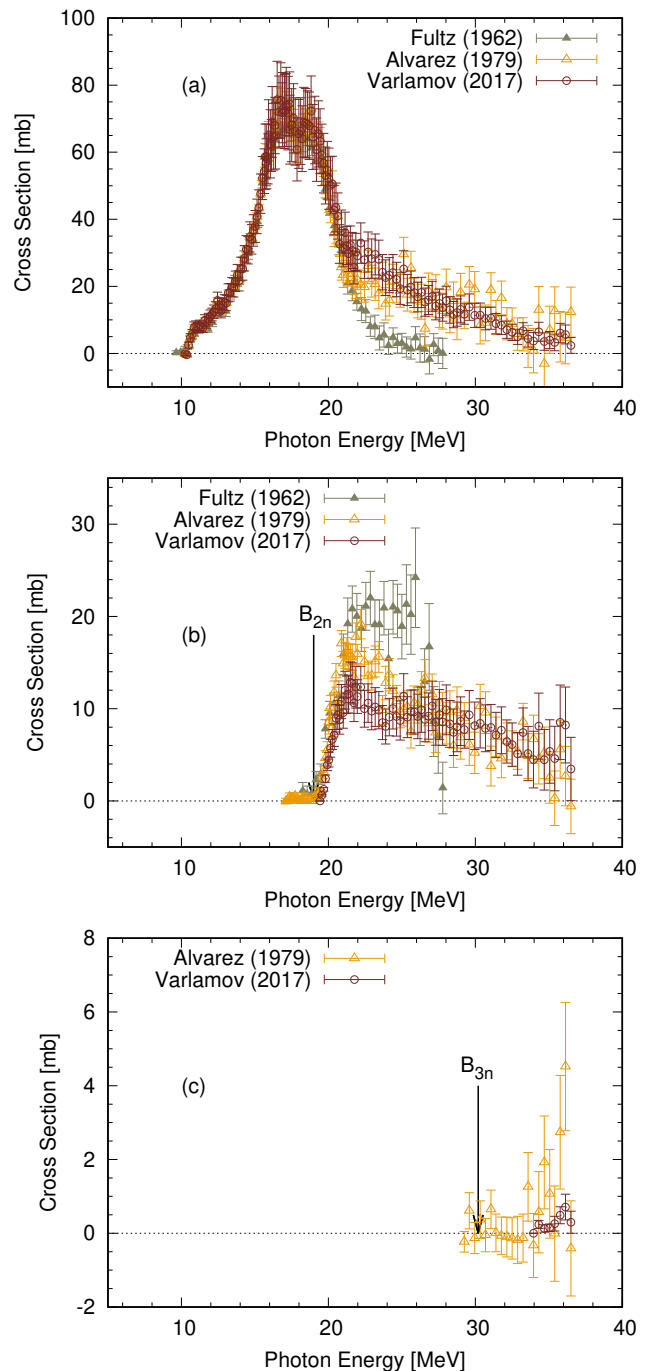 100
80
60
40
20
0
Cross Section [mb]
(a)
Fultz (1962)
Alvarez (1979)
Varlamov (2017)
10
20
30
40
Photon Energy [MeV]
30
20
10
0
Cross Section [mb]
Fultz (1962)
Alvarez (1979)
Varlamov (2017)
B2n
(b)
10
20
30
40
Photon Energy [MeV]
8
6
4
2
0
-2
Cross Section [mb]
Alvarez (1979)
Varlamov (2017)
B3n
(c)
10
20
30
40
Photon Energy [MeV]